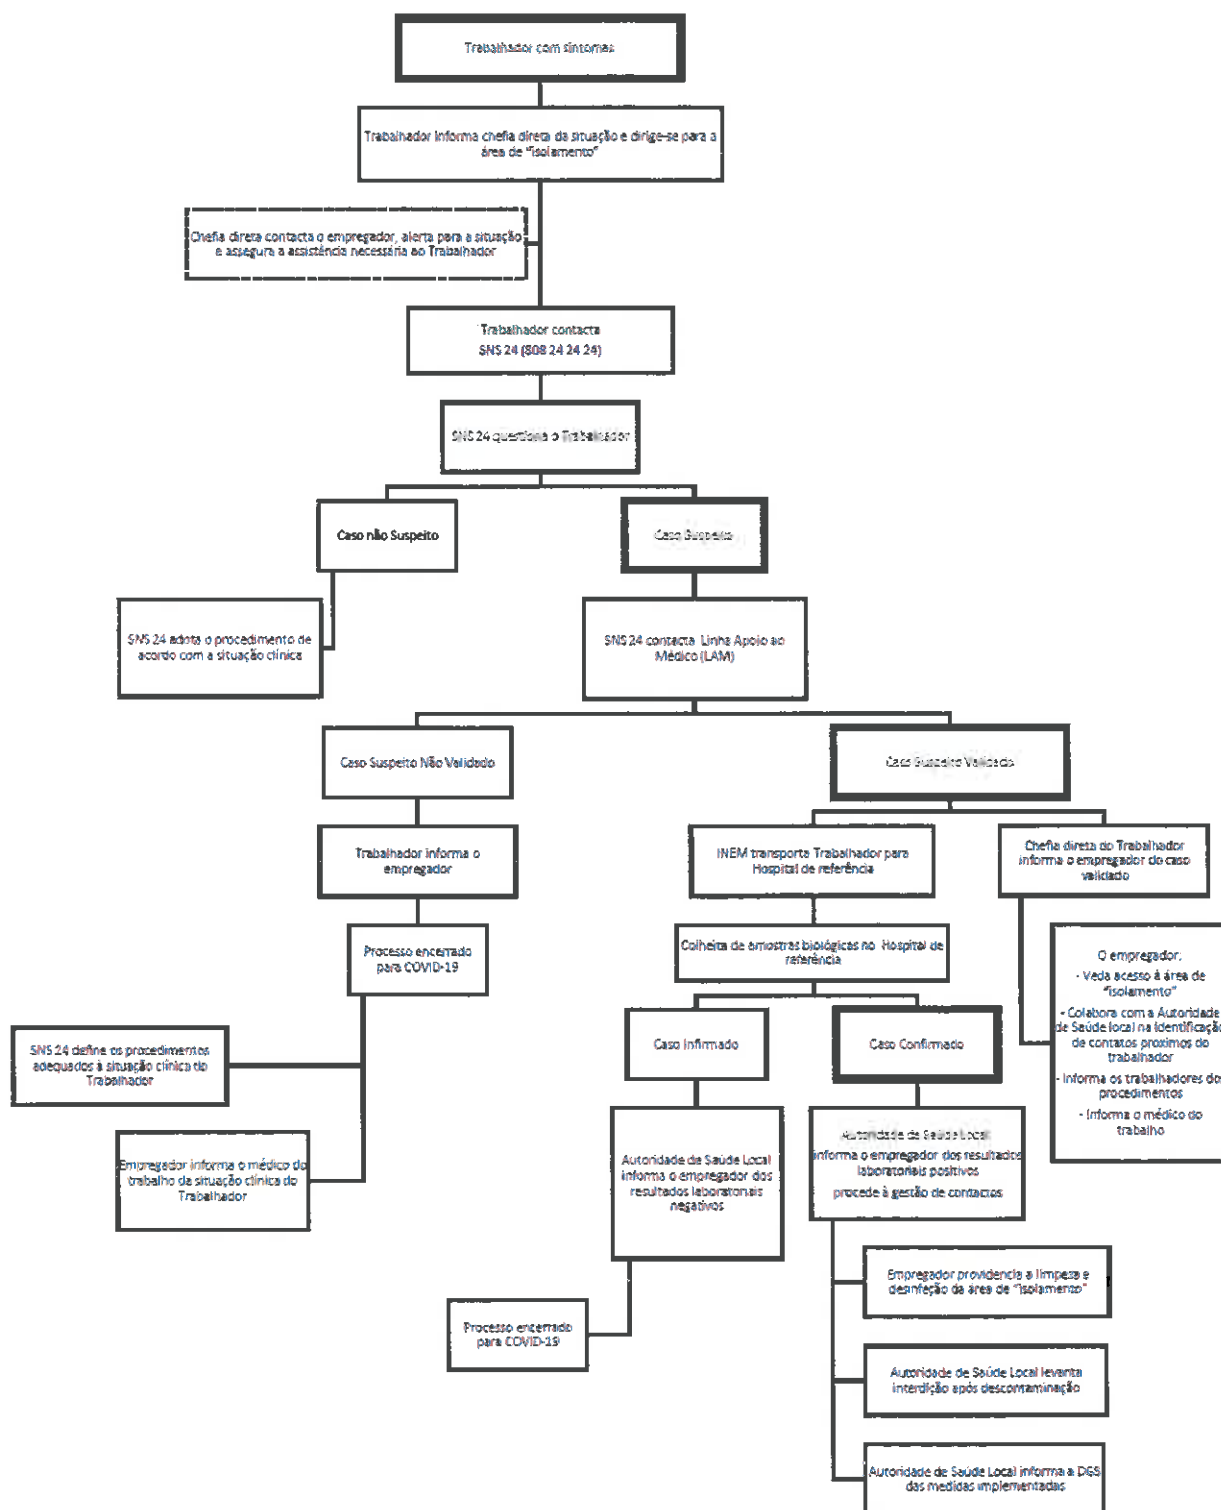 Trabalhador com sintomas
Trabalhador informa chefia direta da situação e dirige-se para a
área de "isolamento"
Chefia direta contacta o empregador, alerta para a situação
e assegura a assistência necessária ao Trabalhador
Trabalhador contacta
SNS 24 (808 24 24 24)
SNS 24 questiona o Trabalhador
Caso não Suspeito
Caso Suspeito
SNS 24 adota o procedimento de
acordo com a situação clínica
SNS 24 contacta Linha Apoio ao
Médico (LAM)
Caso Suspeito Não Validado
Caso Suspeito Validado
Trabalhador informa o
empregador
INEM transporta Trabalhador para
Hospital de referência
Chefia direta do Trabalhador
informa o empregador do caso
validado
Processo encerrado
para COVID-19
Colheita de amostras biológicas no Hospital de
referência
O empregador:
- Veda acesso à área de
"isolamento"
- Colabora com a Autoridade
de Saúde local na identificação
de contatos proximos do
trabalhador
- Informa os trabalhadores dos
procedimentos
- Informa o médico do
trabalho
SNS 24 define os procedimentos
adequados à situação clínica do
Trabalhador
Caso Infirmado
Caso Confirmado
Empregador informa o médico do
trabalho da situação clínica do
Trabalhador
Autoridade de Saúde Local
informa o empregador dos
resultados laboratoriais
negativos
Autoridade de Saúde Local:
informa o empregador dos resultados
laboratoriais positivos
procede à gestão de contactos
Processo encerrado
para COVID-19
Empregador providencia a limpeza e
desinfeção da área de "isolamento"
Autoridade de Saúde Local levanta
interdição após descontaminação
Autoridade de Saúde Local informa a DGS
das medidas implementadas